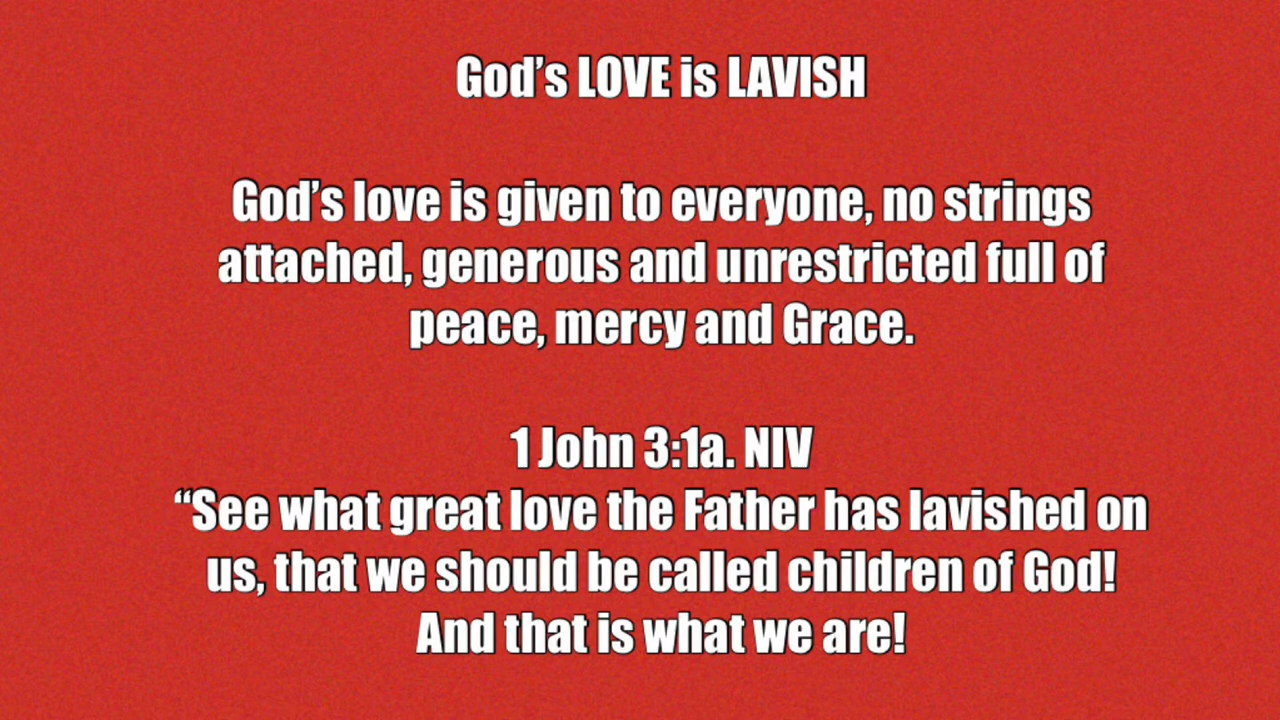 God’s LOVE is LAVISH
God’s love is given to everyone, no strings
attached, generous and unrestricted full of
peace, mercy and Grace.
1 John 3:1a. NIV
“See what great love the Father has lavished on
us, that we should be called children of God!
And that is what we are!